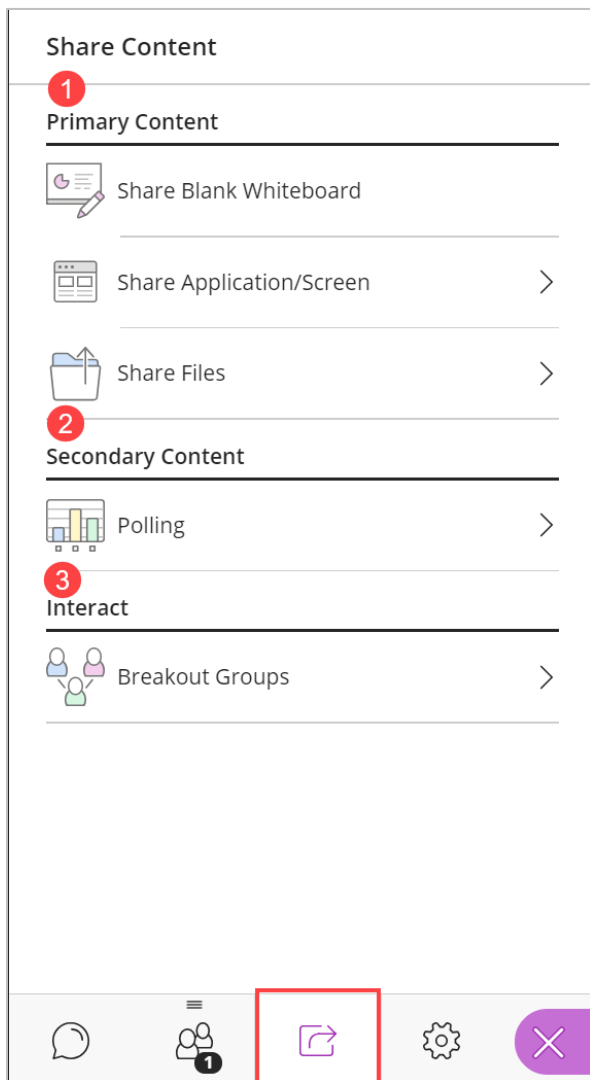 Share Content
1
Primary Content
Share Blank Whiteboard
Share Application/Screen
Share Files
2
Secondary Content
Polling
3
Interact
Breakout Groups
1